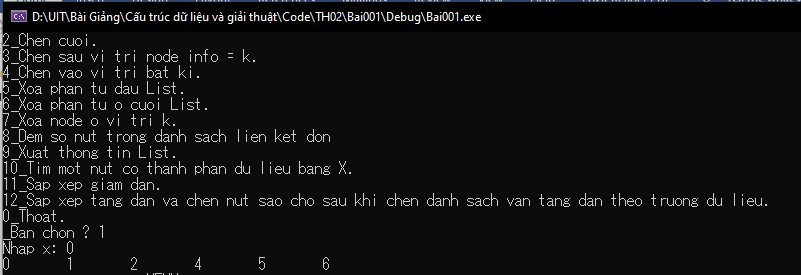 D:\UIT\Bài Giảng\Cấu trúc dữ liệu và giải thuật\Code\TH02\Bai001\Debug\Bai001.exe
2_Chen cuoi.
3_Chen sau vi tri node info = k.
4_Chen vao vi tri bat ki.
5_Xoa phan tu dau List.
6_Xoa phan tu o cuoi List.
7_Xoa node o vi tri k.
8_Dem so nut trong danh sach lien ket don
9_Xuat thong tin List.
10_Tim mot nut co thanh phan du lieu bang X.
11_Sap xep giam dan.
12_Sap xep tang dan va chen nut sao cho sau khi chen danh sach van tang dan theo truong du lieu.
0_Thoat.
_Ban chon ? 1
Nhap x: 0
0 1 2 4 5 6